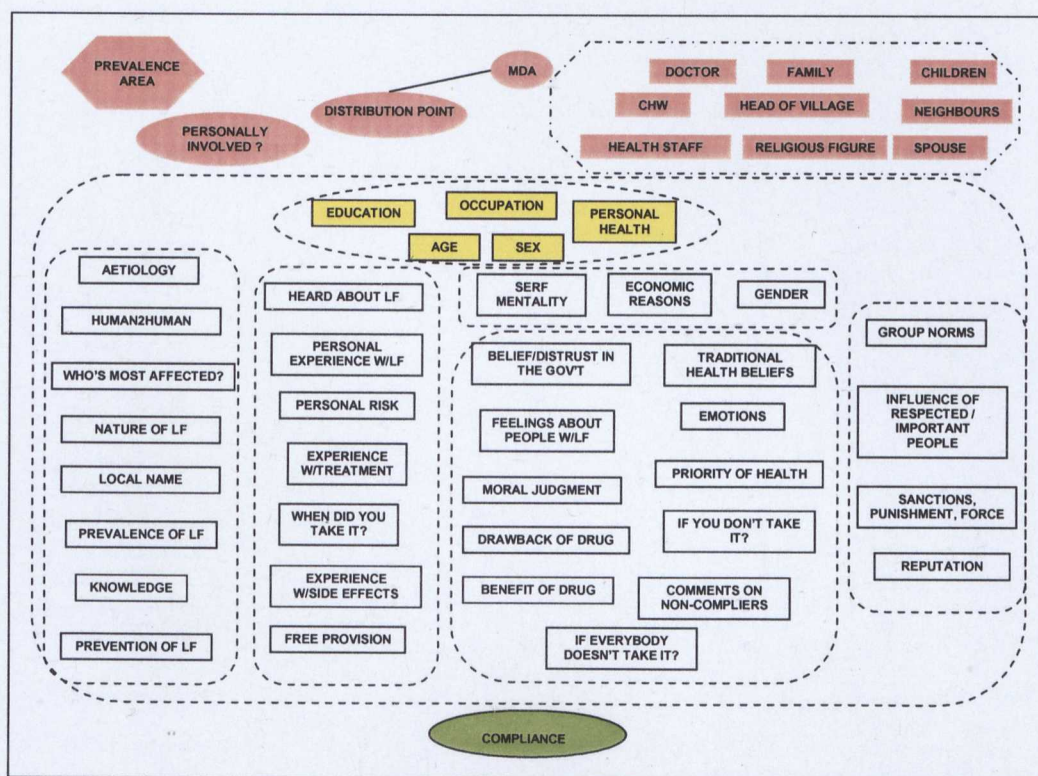 PREVALENCE
AREA
MDA
DISTRIBUTION POINT
PERSONALLY
INVOLVED ?
DOCTOR
FAMILY
CHILDREN
CHW
HEAD OF VILLAGE
NEIGHBOURS
HEALTH STAFF
RELIGIOUS FIGURE
SPOUSE
EDUCATION
OCCUPATION
PERSONAL
HEALTH
AGE
SEX
AETIOLOGY
HUMAN2HUMAN
WHO'S MOST AFFECTED?
NATURE OF LF
LOCAL NAME
PREVALENCE OF LF
KNOWLEDGE
PREVENTION OF LF
HEARD ABOUT LF
PERSONAL
EXPERIENCE W/LF
PERSONAL RISK
EXPERIENCE
W/TREATMENT
WHEN DID YOU
TAKE IT?
EXPERIENCE
W/SIDE EFFECTS
FREE PROVISION
SERF
MENTALITY
ECONOMIC
REASONS
GENDER
BELIEF/DISTRUST IN
THE GOV'T
TRADITIONAL
HEALTH BELIEFS
FEELINGS ABOUT
PEOPLE W/LF
EMOTIONS
MORAL JUDGMENT
PRIORITY OF HEALTH
DRAWBACK OF DRUG
IF YOU DON'T TAKE
IT?
BENEFIT OF DRUG
COMMENTS ON
NON-COMPLIERS
IF EVERYBODY
DOESN'T TAKE IT?
GROUP NORMS
INFLUENCE OF
RESPECTED /
IMPORTANT
PEOPLE
SANCTIONS,
PUNISHMENT, FORCE
REPUTATION
COMPLIANCE